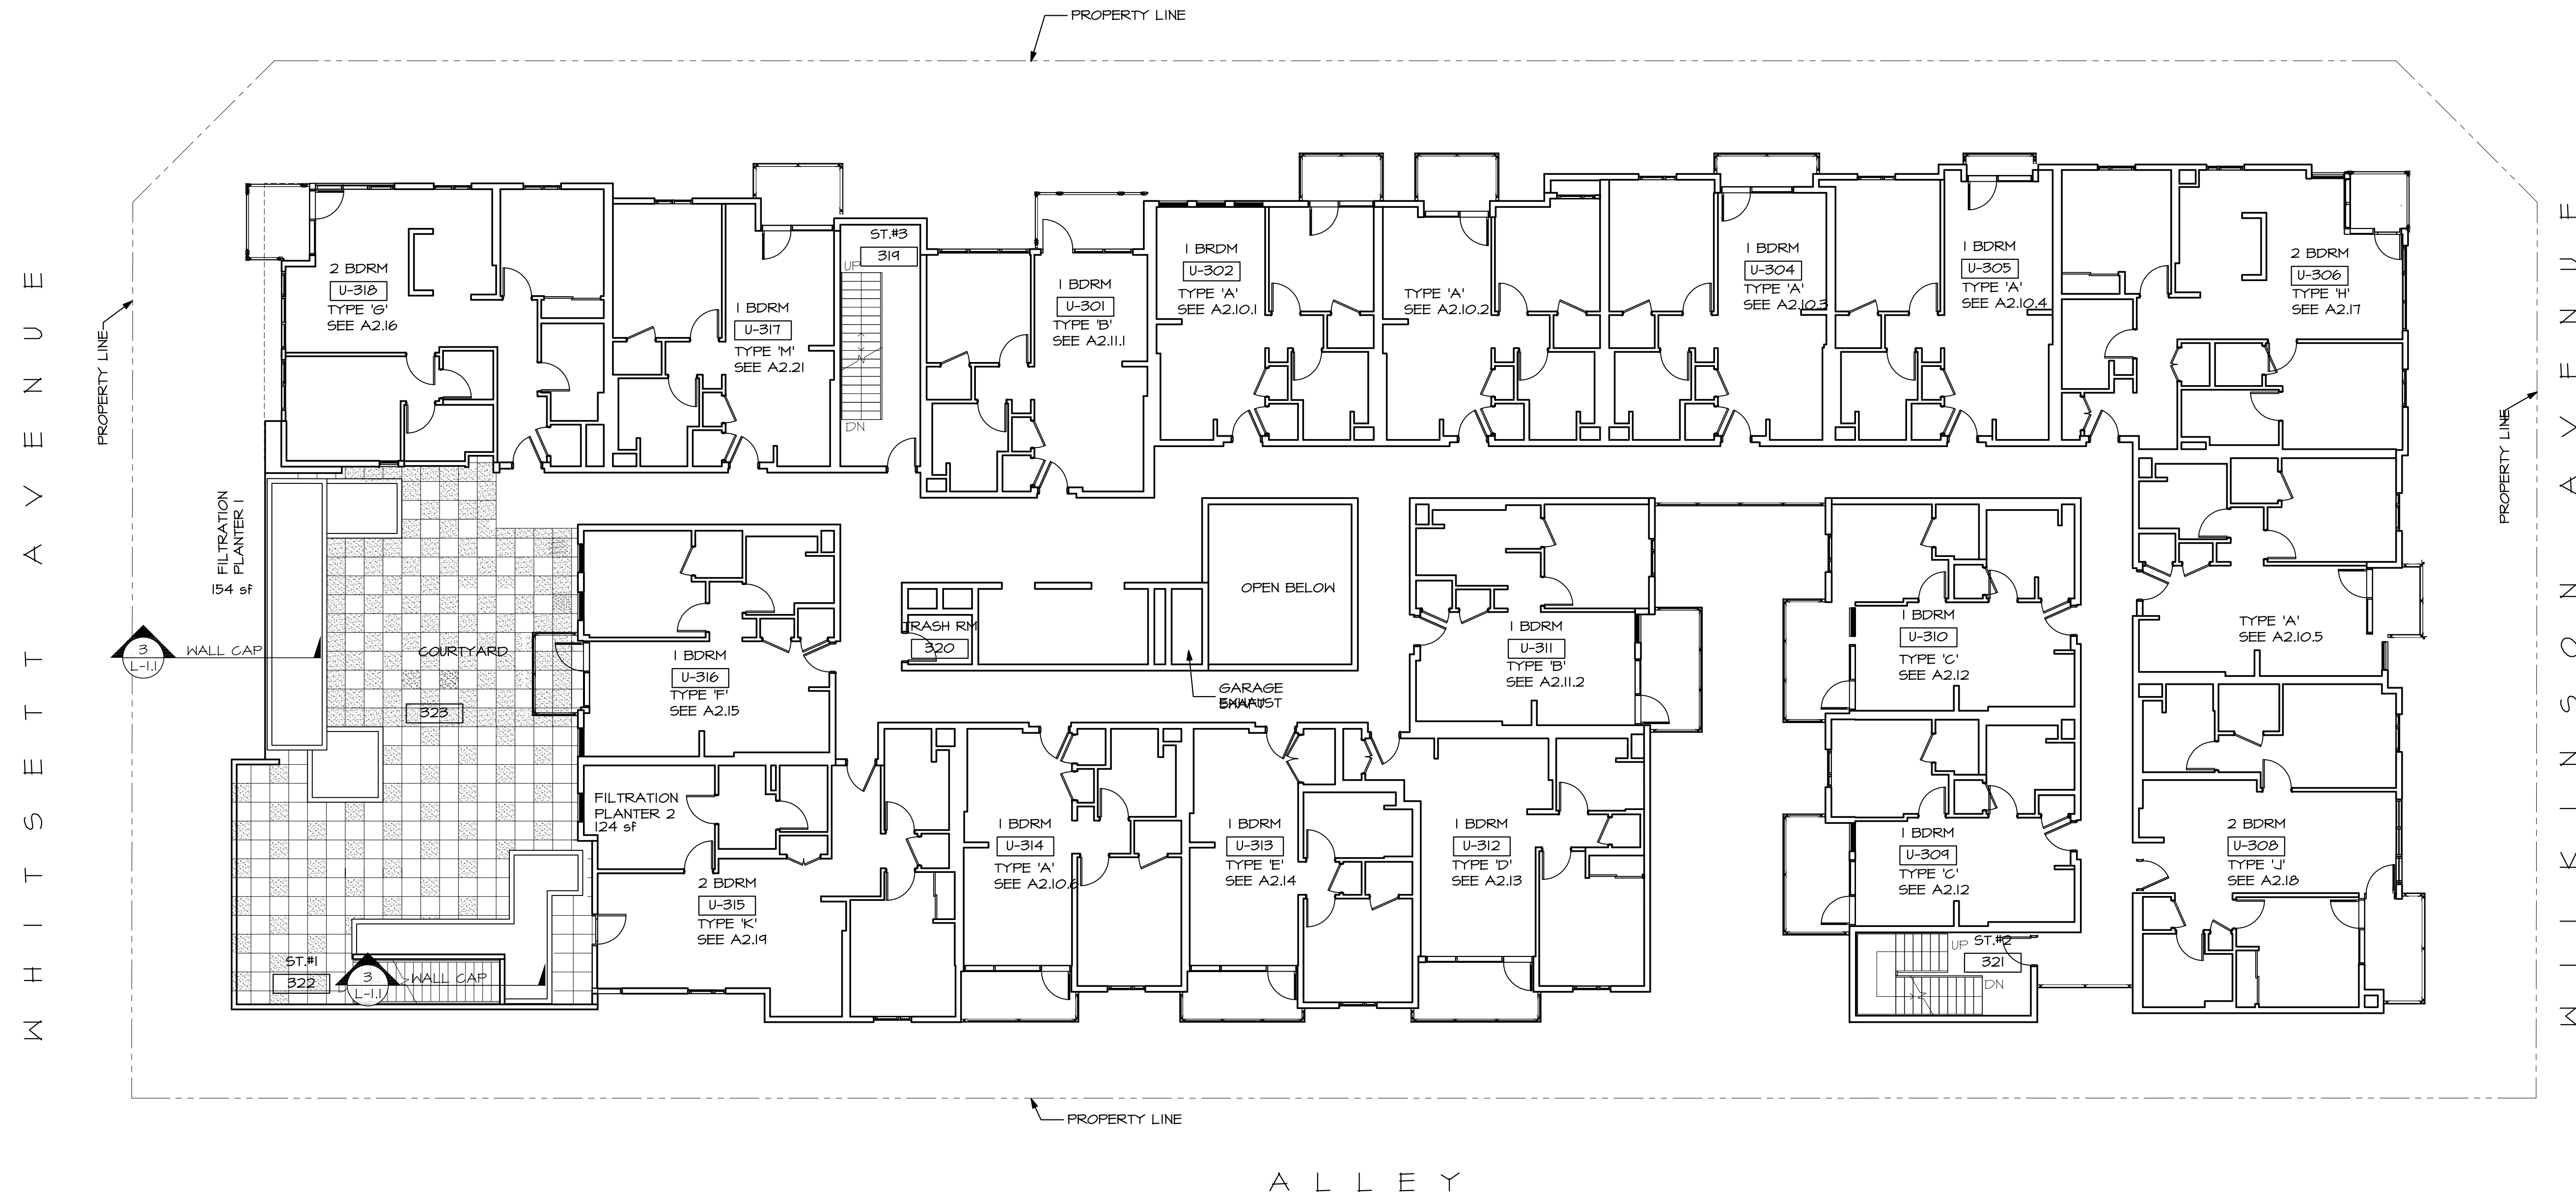 PROPERTY LINE
WHITSETT AVENUE
PROPERTY LINE
2 BDRM
U-318
TYPE 'G'
SEE A2.16
1 BDRM
U-317
TYPE 'M'
SEE A2.21
ST.#3
319
UP
DN
1 BDRM
U-301
TYPE 'B'
SEE A2.11.1
1 BRDM
U-302
TYPE 'A'
SEE A2.10.1
TYPE 'A'
SEE A2.10.2
1 BDRM
U-304
TYPE 'A'
SEE A2.10.3
1 BDRM
U-305
TYPE 'A'
SEE A2.10.4
2 BDRM
U-306
TYPE 'H'
SEE A2.17
PROPERTY LINE
WILKINSON AVENUE
FILTRATION
PLANTER 1
154 sf
3
L-1.1
WALL CAP
COURTYARD
323
1 BDRM
U-316
TYPE 'F'
SEE A2.15
TRASH RM
320
OPEN BELOW
GARAGE
EXHAUST
SHAFT
1 BDRM
U-311
TYPE 'B'
SEE A2.11.2
1 BDRM
U-310
TYPE 'C'
SEE A2.12
TYPE 'A'
SEE A2.10.5
FILTRATION
PLANTER 2
124 sf
2 BDRM
U-315
TYPE 'K'
SEE A2.19
1 BDRM
U-314
TYPE 'A'
SEE A2.10.6
1 BDRM
U-313
TYPE 'E'
SEE A2.14
1 BDRM
U-312
TYPE 'D'
SEE A2.13
1 BDRM
U-309
TYPE 'C'
SEE A2.12
2 BDRM
U-308
TYPE 'J'
SEE A2.18
ST.#1
322
3
L-1.1
WALL CAP
UP
ST.#2
321
DN
PROPERTY LINE
ALLEY